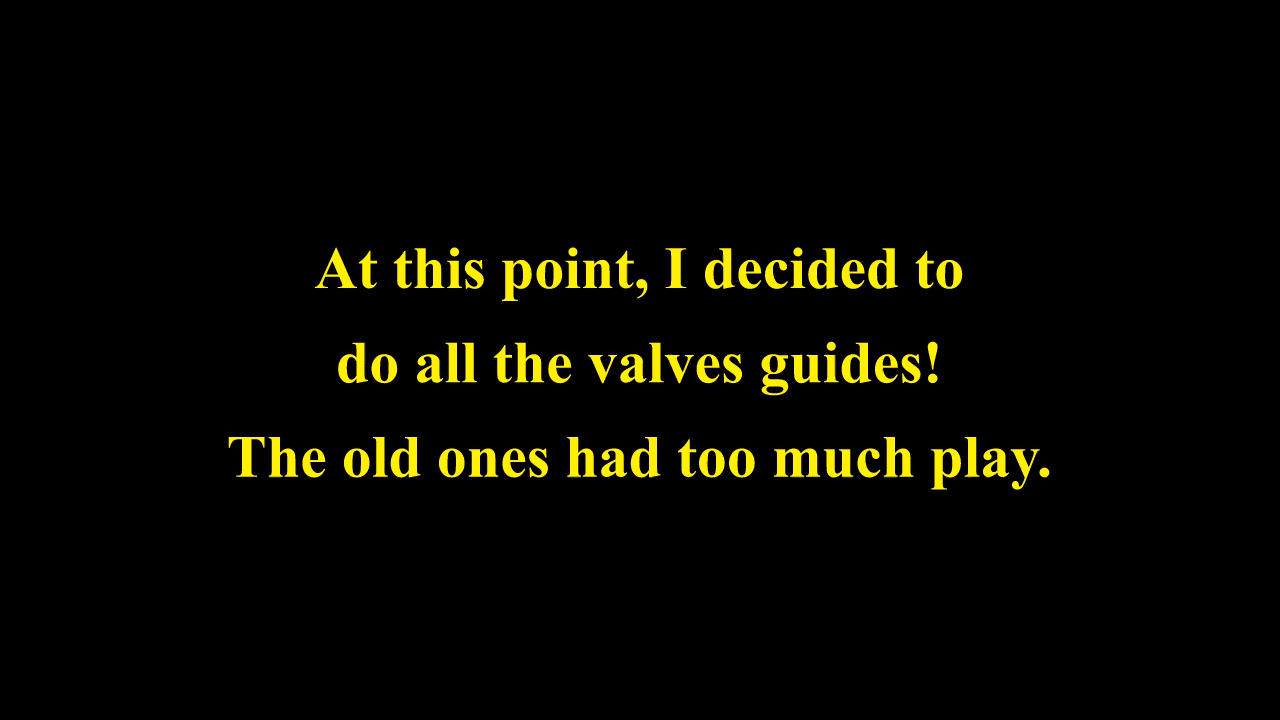 At this point, I decided to
do all the valves guides!
The old ones had too much play.